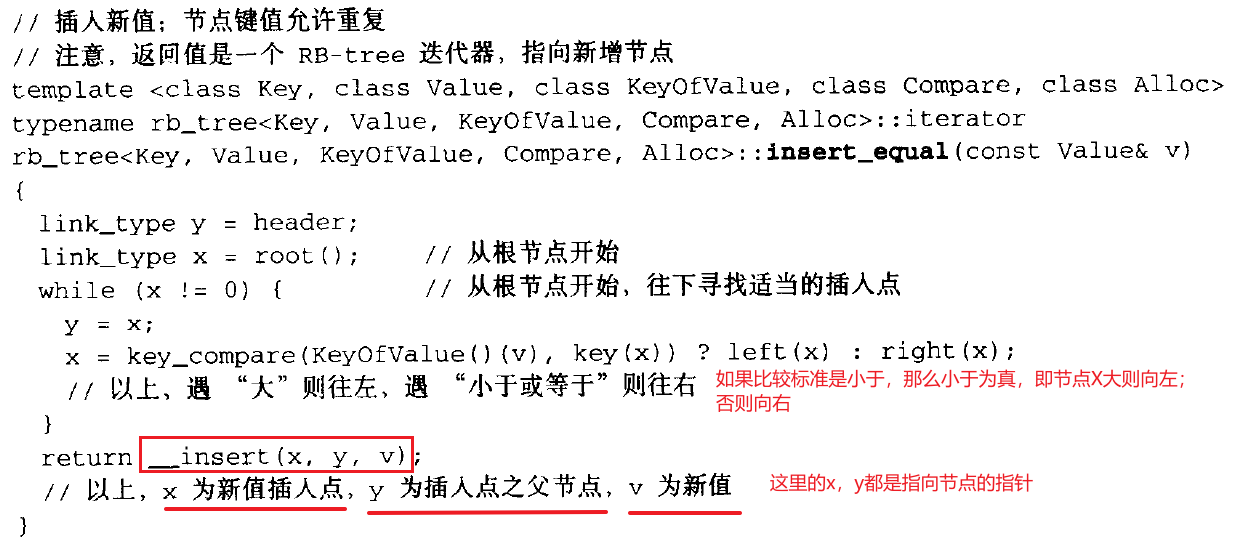 // 插入新值；节点键值允许重复
// 注意，返回值是一个 RB-tree 迭代器，指向新增节点
template <class Key, class Value, class KeyOfValue, class Compare, class Alloc>
typename rb_tree<Key, Value, KeyOfValue, Compare, Alloc>::iterator
rb_tree<Key, Value, KeyOfValue, Compare, Alloc>::insert_equal(const Value& v)
{
link_type y = header;
link_type x = root(); // 从根节点开始
while (x != 0) { // 从根节点开始，往下寻找适当的插入点
y = x;
x = key_compare(KeyOfValue()(v), key(x)) ? left(x) : right(x);
// 以上，遇 “大”则往左，遇 “小于或等于”则往右
如果比较标准是小于，那么小于为真，即节点X大则向左；
否则向右
}
return __insert(x, y, v);
// 以上，x 为新值插入点，y 为插入点之父节点，v 为新值
这里的x，y都是指向节点的指针
}